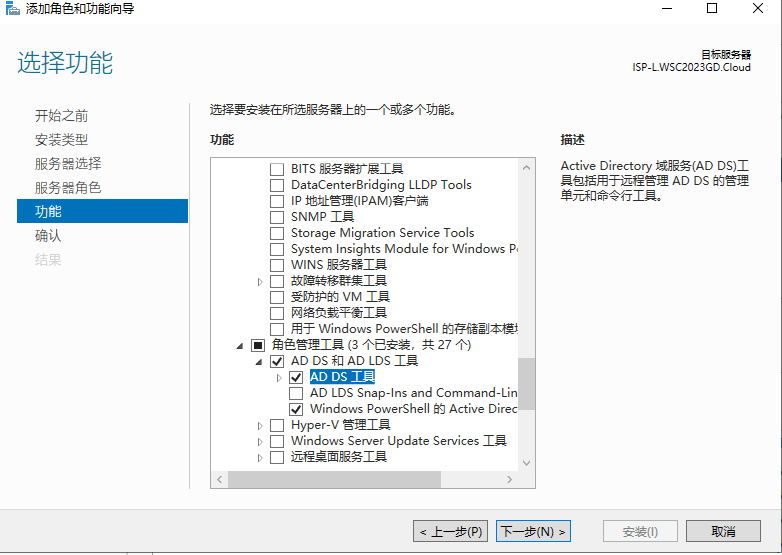 添加角色和功能向导
选择功能
目标服务器
ISP-L.WSC2023GD.Cloud
开始之前
安装类型
服务器选择
服务器角色
功能
确认
结果
选择要安装在所选服务器上的一个或多个功能。
功能
BITS 服务器扩展工具
DataCenterBridging LLDP Tools
IP 地址管理(IPAM)客户端
SNMP 工具
Storage Migration Service Tools
System Insights Module for Windows P
WINS 服务器工具
故障转移群集工具
受防护的 VM 工具
网络负载平衡工具
用于 Windows PowerShell 的存储副本模
角色管理工具 (3 个已安装，共 27 个)
AD DS 和 AD LDS 工具
AD DS 工具
AD LDS Snap-Ins and Command-Lin
Windows PowerShell 的 Active Direc
Hyper-V 管理工具
Windows Server Update Services 工具
远程桌面服务工具
描述
Active Directory 域服务(AD DS)工
具包括用于远程管理 AD DS 的管理
单元和命令行工具。
< 上一步(P)
下一步(N) >
安装(I)
取消